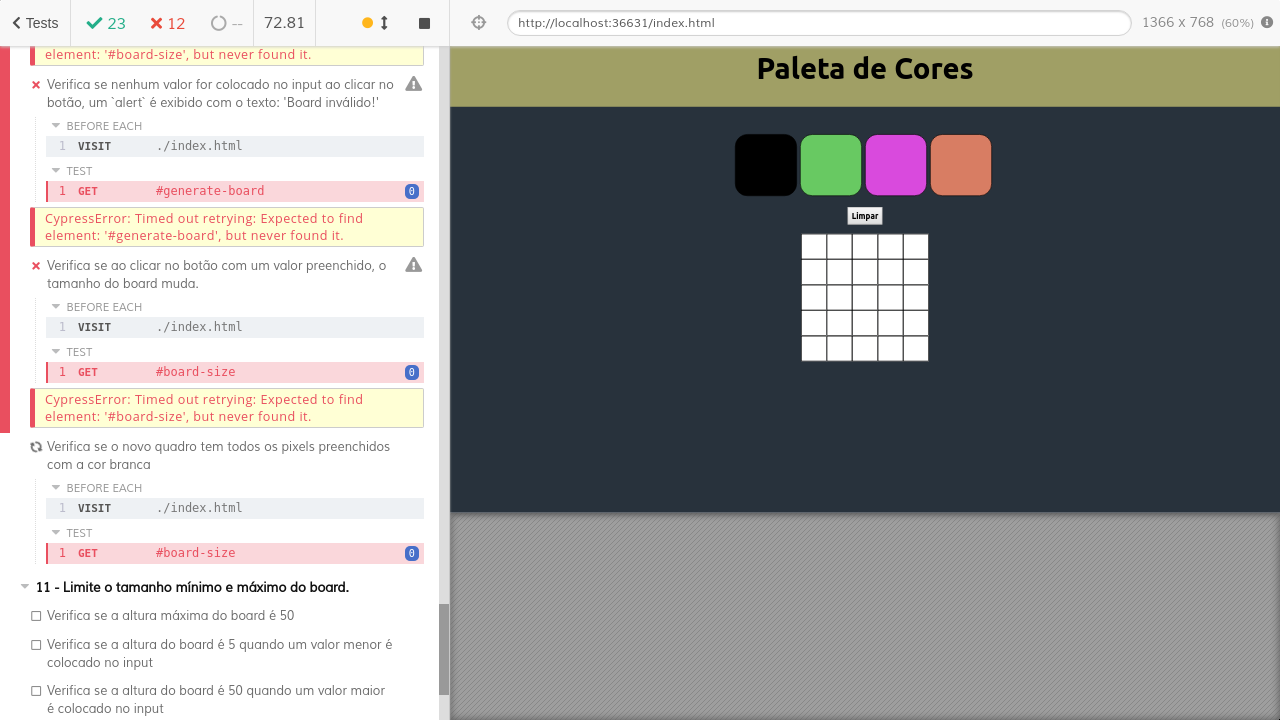 Tests
23
12
--
72.81
http://localhost:36631/index.html
1366 x 768 (60%)
element: '#board-size', but never found it.
Verifica se nenhum valor for colocado no input ao clicar no
botão, um `alert` é exibido com o texto: 'Board inválido!'
BEFORE EACH
1 VISIT ./index.html
TEST
1 GET #generate-board 0
CypressError: Timed out retrying: Expected to find
element: '#generate-board', but never found it.
Verifica se ao clicar no botão com um valor preenchido, o
tamanho do board muda.
BEFORE EACH
1 VISIT ./index.html
TEST
1 GET #board-size 0
CypressError: Timed out retrying: Expected to find
element: '#board-size', but never found it.
Verifica se o novo quadro tem todos os pixels preenchidos
com a cor branca
BEFORE EACH
1 VISIT ./index.html
TEST
1 GET #board-size 0
11 - Limite o tamanho mínimo e máximo do board.
Verifica se a altura máxima do board é 50
Verifica se a altura do board é 5 quando um valor menor é
colocado no input
Verifica se a altura do board é 50 quando um valor maior
é colocado no input
Paleta de Cores
Limpar